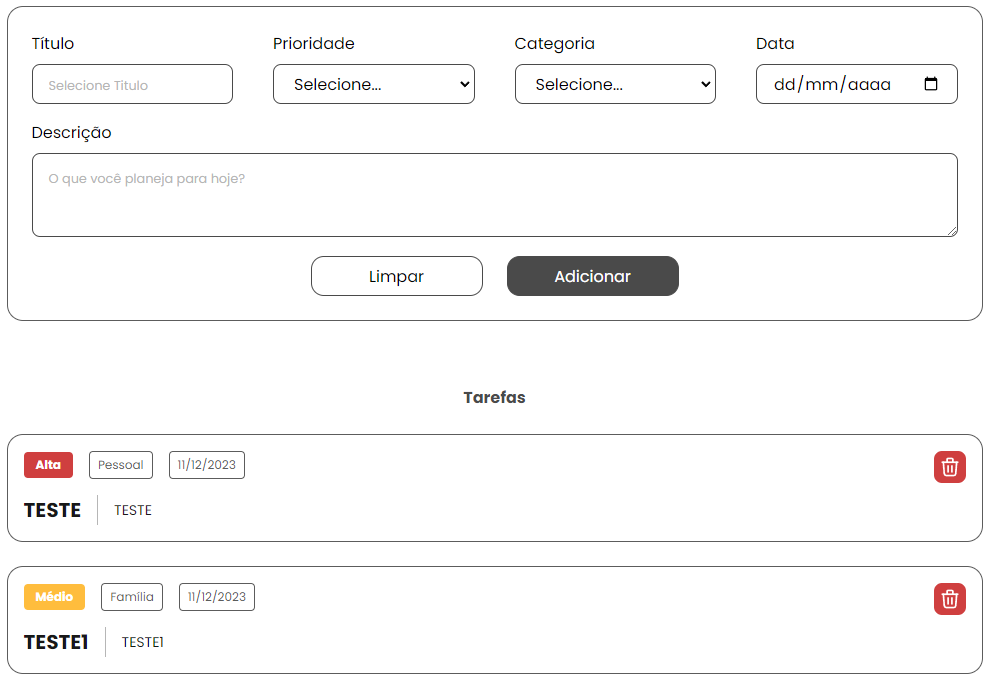 Título Prioridade Categoria Data
Selecione Titulo Selecione... Selecione... dd/mm/aaaa
Descrição
O que você planeja para hoje?
Limpar Adicionar
Tarefas
Alta Pessoal 11/12/2023
TESTE TESTE
Médio Família 11/12/2023
TESTE1 TESTE1